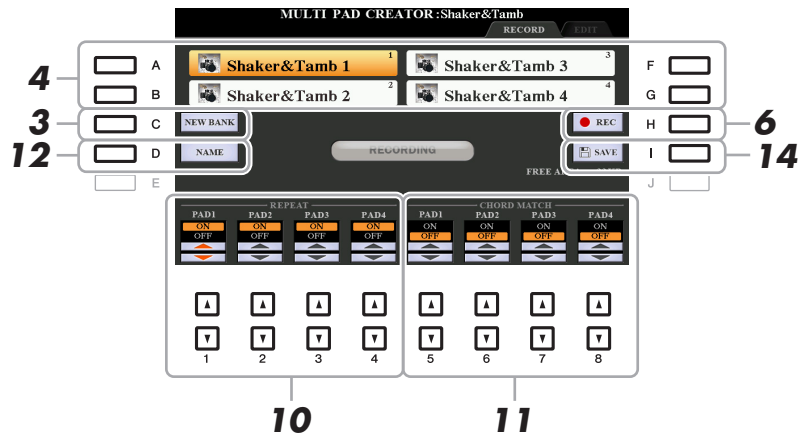 MULTI PAD CREATOR :Shaker&Tamb
RECORD EDIT
4 A Shaker&Tamb 1 1 Shaker&Tamb 3 3 F
B Shaker&Tamb 2 2 Shaker&Tamb 4 4 G
3 C NEW BANK REC H 6
12 D NAME RECORDING SAVE I 14
E FREE J
REPEAT CHORD MATCH
PAD1 PAD2 PAD3 PAD4 PAD1 PAD2 PAD3 PAD4
ON ON ON ON ON ON ON ON
OFF OFF OFF OFF OFF OFF OFF OFF
1 2 3 4 5 6 7 8
10 11